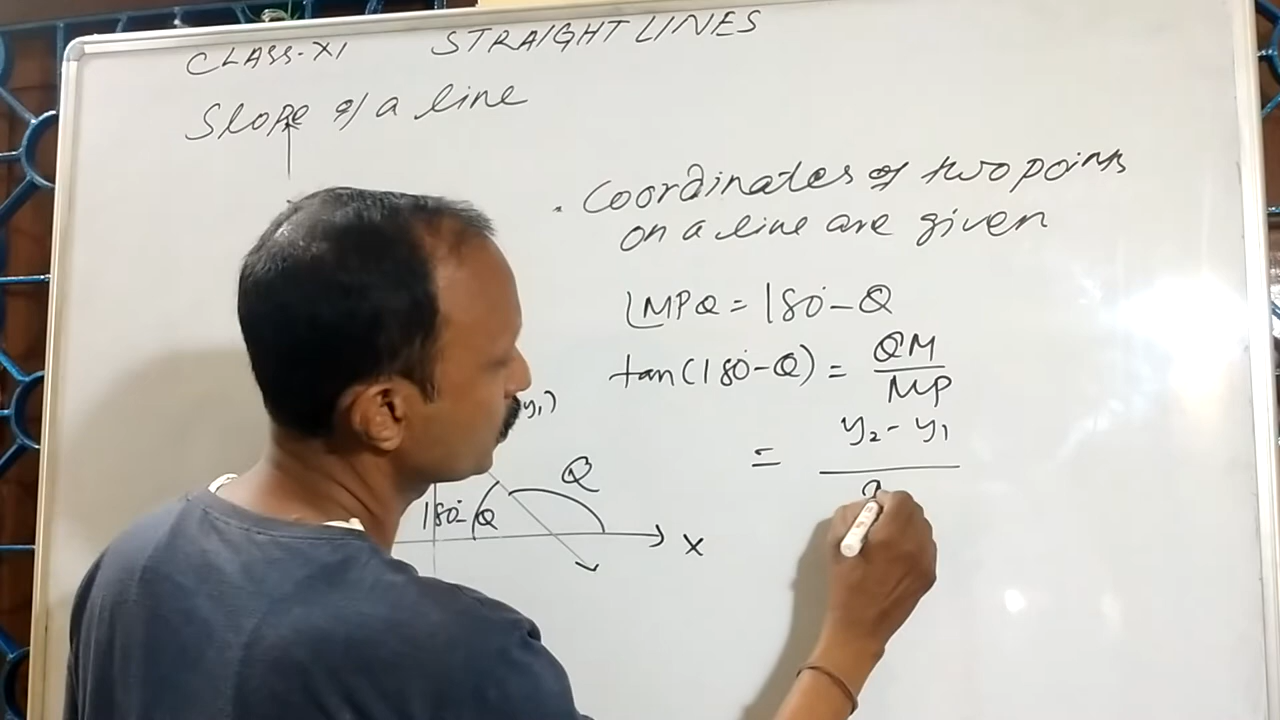 CLASS-XI STRAIGHT LINES
Slope of a line
. Coordinates of two points
on a line are given
∠MPQ = 180° - Q
tan(180° - Q) = QM / MP
= y₂ - y₁
y₁)
Q
180° - Q
X